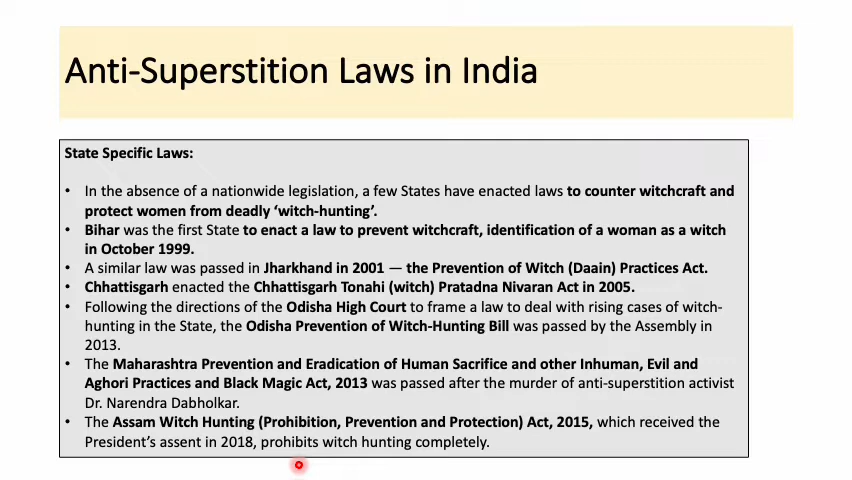 Anti-Superstition Laws in India
State Specific Laws:
• In the absence of a nationwide legislation, a few States have enacted laws to counter witchcraft and
protect women from deadly ‘witch-hunting’.
• Bihar was the first State to enact a law to prevent witchcraft, identification of a woman as a witch
in October 1999.
• A similar law was passed in Jharkhand in 2001 — the Prevention of Witch (Daain) Practices Act.
• Chhattisgarh enacted the Chhattisgarh Tonahi (witch) Pratadna Nivaran Act in 2005.
• Following the directions of the Odisha High Court to frame a law to deal with rising cases of witch-
hunting in the State, the Odisha Prevention of Witch-Hunting Bill was passed by the Assembly in
2013.
• The Maharashtra Prevention and Eradication of Human Sacrifice and other Inhuman, Evil and
Aghori Practices and Black Magic Act, 2013 was passed after the murder of anti-superstition activist
Dr. Narendra Dabholkar.
• The Assam Witch Hunting (Prohibition, Prevention and Protection) Act, 2015, which received the
President’s assent in 2018, prohibits witch hunting completely.